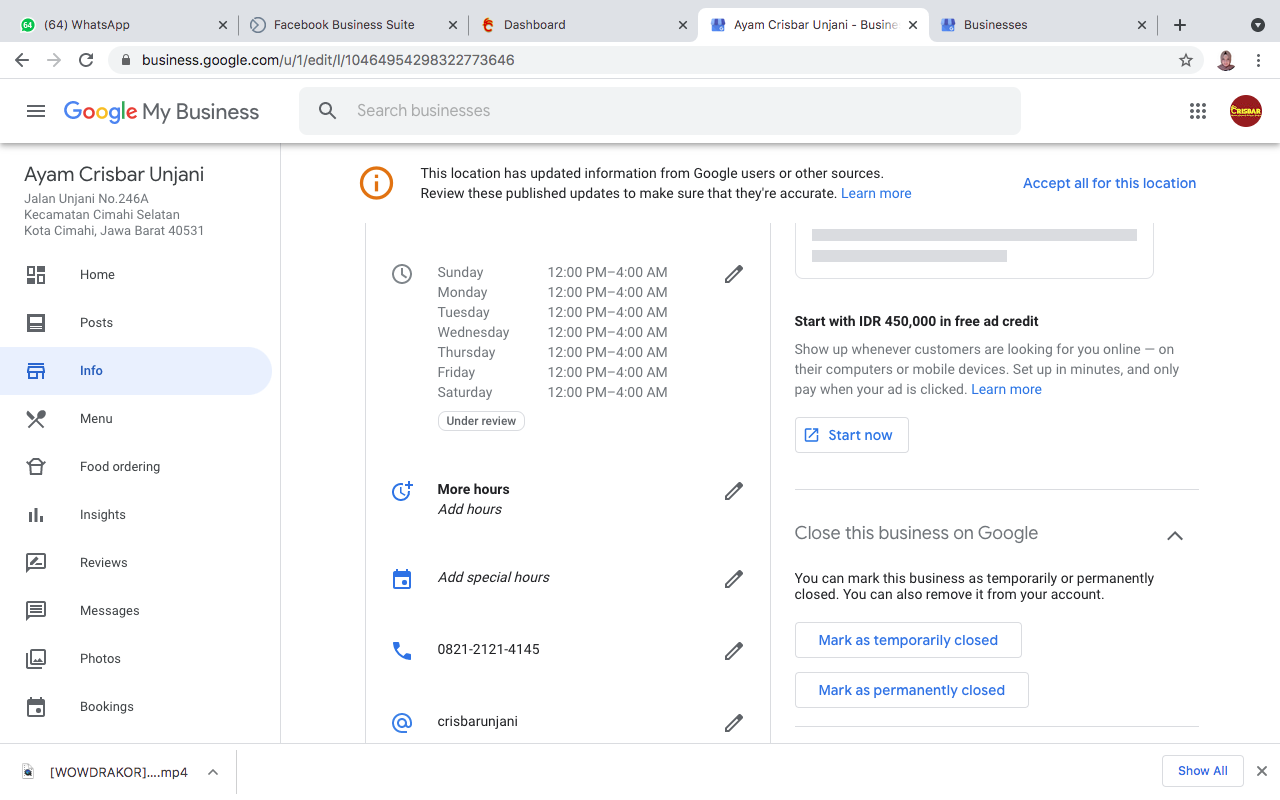 64
(64) WhatsApp
Facebook Business Suite
Dashboard
Ayam Crisbar Unjani - Busine
Businesses
business.google.com/u/1/edit/l/10464954298322773646
Google My Business
Search businesses
CRISBAR
Ayam Crisbar Unjani
Jalan Unjani No.246A
Kecamatan Cimahi Selatan
Kota Cimahi, Jawa Barat 40531
Home
Posts
Info
Menu
Food ordering
Insights
Reviews
Messages
Photos
Bookings
This location has updated information from Google users or other sources.
Review these published updates to make sure that they're accurate. Learn more
Accept all for this location
Sunday 12:00 PM–4:00 AM
Monday 12:00 PM–4:00 AM
Tuesday 12:00 PM–4:00 AM
Wednesday 12:00 PM–4:00 AM
Thursday 12:00 PM–4:00 AM
Friday 12:00 PM–4:00 AM
Saturday 12:00 PM–4:00 AM
Under review
More hours
Add hours
Add special hours
0821-2121-4145
crisbarunjani
Start with IDR 450,000 in free ad credit
Show up whenever customers are looking for you online — on
their computers or mobile devices. Set up in minutes, and only
pay when your ad is clicked. Learn more
Start now
Close this business on Google
You can mark this business as temporarily or permanently
closed. You can also remove it from your account.
Mark as temporarily closed
Mark as permanently closed
[WOWDRAKOR]....mp4
Show All